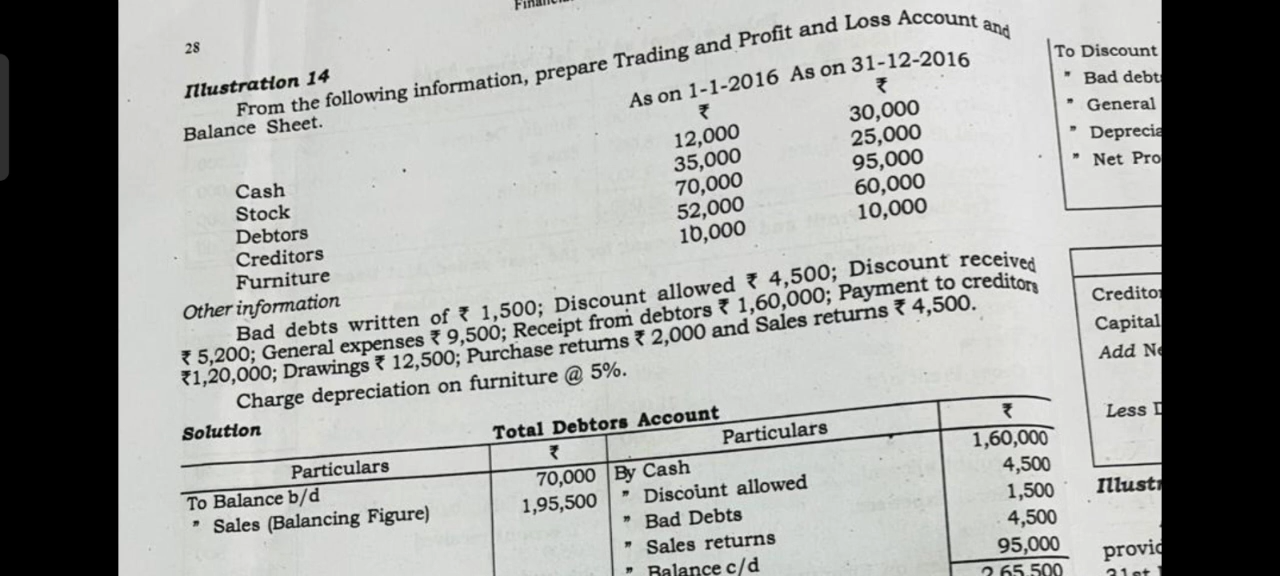 28
Illustration 14
From the following information, prepare Trading and Profit and Loss Account and
Balance Sheet.
As on 1-1-2016 As on 31-12-2016
₹ ₹
Cash 12,000 30,000
Stock 35,000 25,000
Debtors 70,000 95,000
Creditors 52,000 60,000
Furniture 10,000 10,000
Other information
Bad debts written of ₹ 1,500; Discount allowed ₹ 4,500; Discount received
₹ 5,200; General expenses ₹ 9,500; Receipt from debtors ₹ 1,60,000; Payment to creditors
₹1,20,000; Drawings ₹ 12,500; Purchase returns ₹ 2,000 and Sales returns ₹ 4,500.
Charge depreciation on furniture @ 5%.
Solution
Total Debtors Account
Particulars ₹ Particulars ₹
To Balance b/d 70,000 By Cash 1,60,000
" Sales (Balancing Figure) 1,95,500 " Discount allowed 4,500
" Bad Debts 1,500
" Sales returns 4,500
" Balance c/d 95,000
2,65,500
To Discount
" Bad debt
" General
" Deprecia
" Net Pro
Credito
Capital
Add Ne
Less
Illust
provi